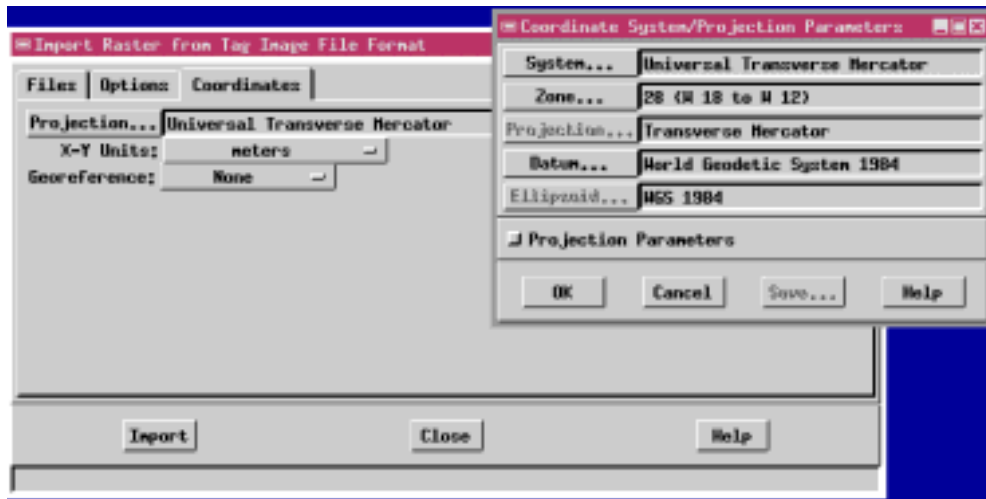 Import Raster from Tag Image File Format
Files Options Coordinates
Projection... Universal Transverse Mercator
X-Y Units: meters
Georeference: None
Import Close Help
Coordinate System/Projection Parameters
System... Universal Transverse Mercator
Zone... 28 (W 18 to W 12)
Projection... Transverse Mercator
Datum... World Geodetic System 1984
Ellipsoid... WGS 1984
Projection Parameters
OK Cancel Save... Help